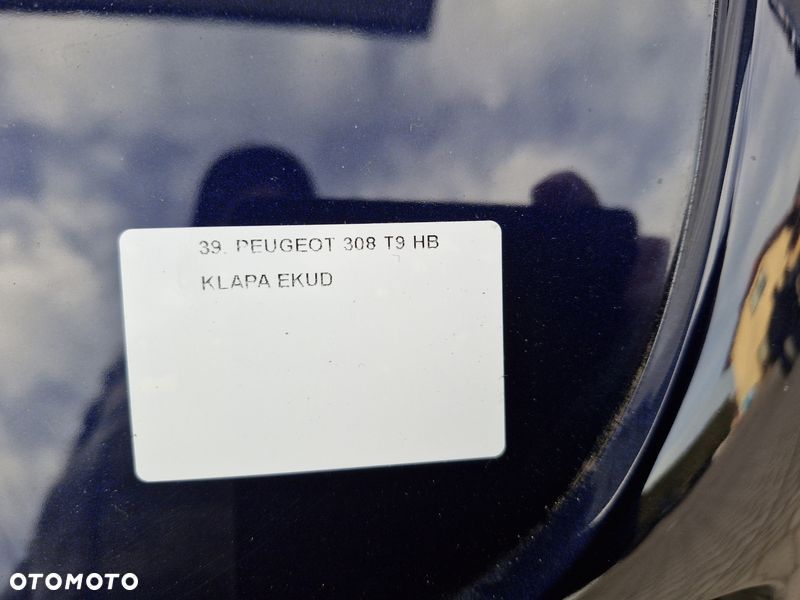 39. PEUGEOT 308 T9 HB
KLAPA EKUD
OTOMOTO